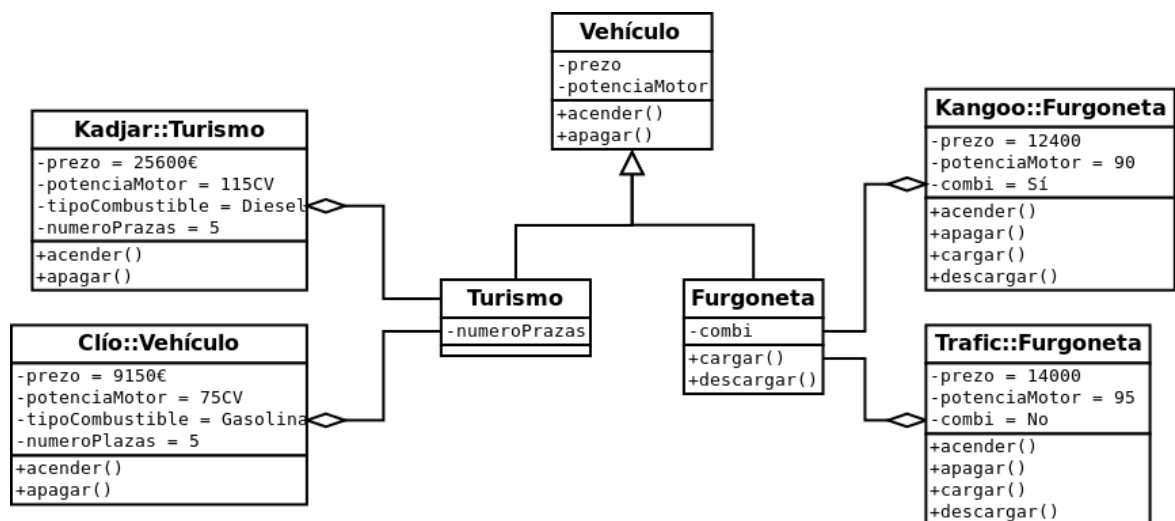 Vehículo
-prezo
-potenciaMotor
+acender()
+apagar()
Kadjar::Turismo
-prezo = 25600€
-potenciaMotor = 115CV
-tipoCombustible = Diesel
-numeroPrazas = 5
+acender()
+apagar()
Kangoo::Furgoneta
-prezo = 12400
-potenciaMotor = 90
-combi = Sí
+acender()
+apagar()
+cargar()
+descargar()
Turismo
-numeroPrazas
Furgoneta
-combi
+cargar()
+descargar()
Clío::Vehículo
-prezo = 9150€
-potenciaMotor = 75CV
-tipoCombustible = Gasolina
-numeroPlazas = 5
+acender()
+apagar()
Trafic::Furgoneta
-prezo = 14000
-potenciaMotor = 95
-combi = No
+acender()
+apagar()
+cargar()
+descargar()